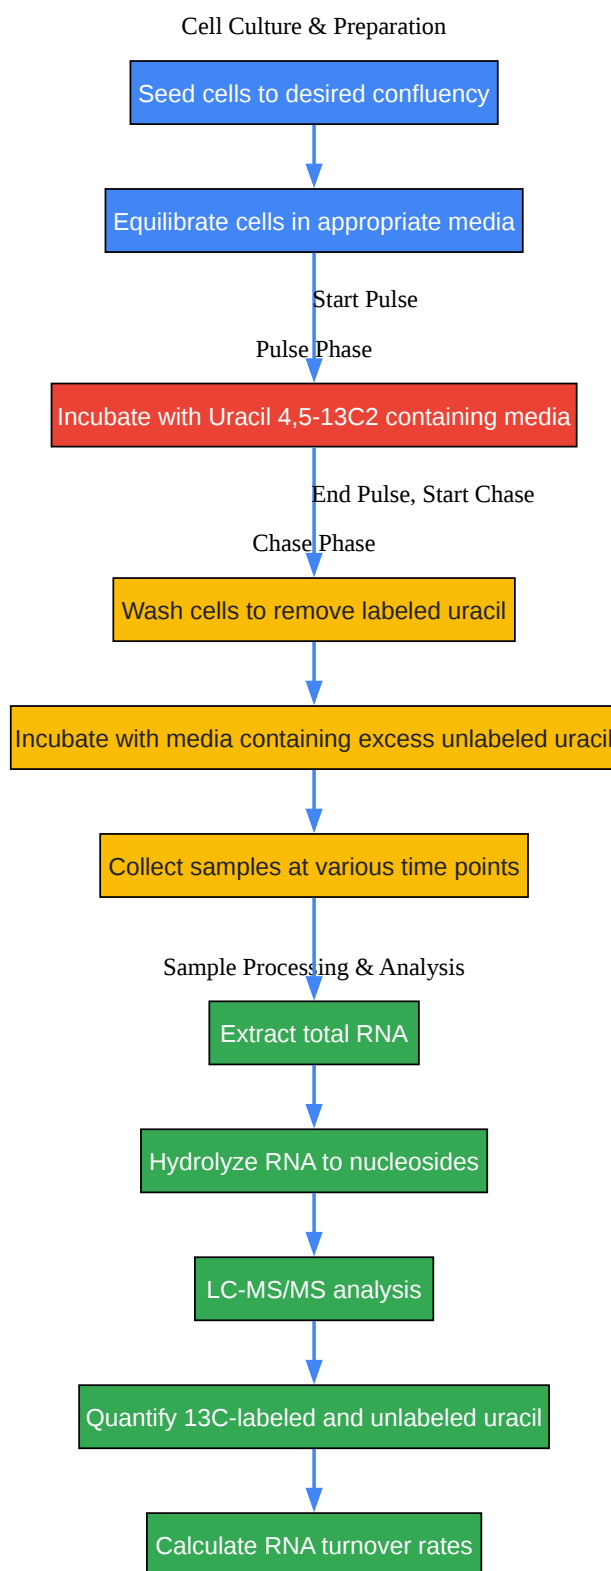 Cell Culture & Preparation
Seed cells to desired confluency
Equilibrate cells in appropriate media
Start Pulse
Pulse Phase
Incubate with Uracil 4,5-13C2 containing media
End Pulse, Start Chase
Chase Phase
Wash cells to remove labeled uracil
Incubate with media containing excess unlabeled uracil
Collect samples at various time points
Sample Processing & Analysis
Extract total RNA
Hydrolyze RNA to nucleosides
LC-MS/MS analysis
Quantify 13C-labeled and unlabeled uracil
Calculate RNA turnover rates